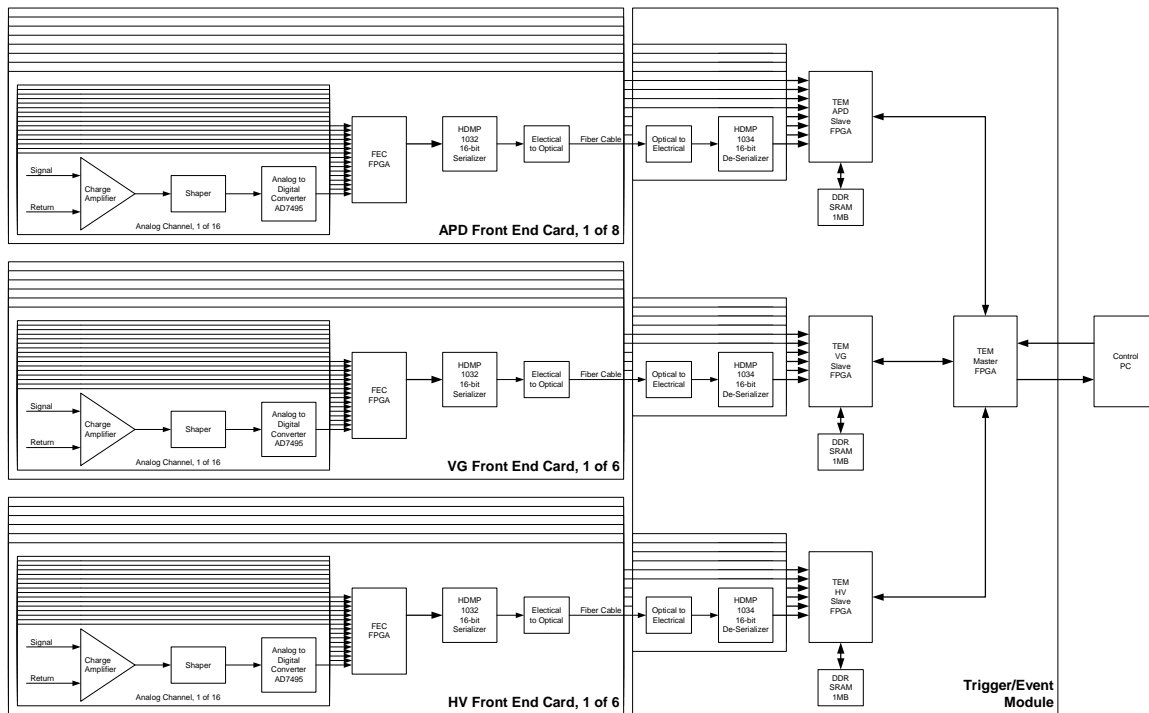 Signal
Return
Charge
Amplifier
Shaper
Analog to
Digital
Converter
AD7495
Analog Channel, 1 of 16
FEC
FPGA
HDMP
1032
16-bit
Serializer
Electical
to Optical
Fiber Cable
APD Front End Card, 1 of 8
Optical to
Electrical
HDMP
1034
16-bit
De-Serializer
TEM
APD
Slave
FPGA
DDR
SRAM
1MB
Signal
Return
Charge
Amplifier
Shaper
Analog to
Digital
Converter
AD7495
Analog Channel, 1 of 16
FEC
FPGA
HDMP
1032
16-bit
Serializer
Electical
to Optical
Fiber Cable
VG Front End Card, 1 of 6
Optical to
Electrical
HDMP
1034
16-bit
De-Serializer
TEM
VG
Slave
FPGA
DDR
SRAM
1MB
TEM
Master
FPGA
Control
PC
Signal
Return
Charge
Amplifier
Shaper
Analog to
Digital
Converter
AD7495
Analog Channel, 1 of 16
FEC
FPGA
HDMP
1032
16-bit
Serializer
Electical
to Optical
Fiber Cable
HV Front End Card, 1 of 6
Optical to
Electrical
HDMP
1034
16-bit
De-Serializer
TEM
HV
Slave
FPGA
DDR
SRAM
1MB
Trigger/Event
Module